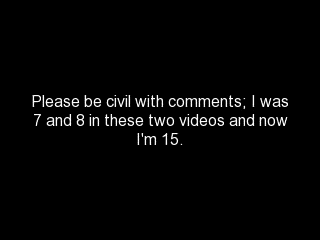 Please be civil with comments; I was
7 and 8 in these two videos and now
I'm 15.